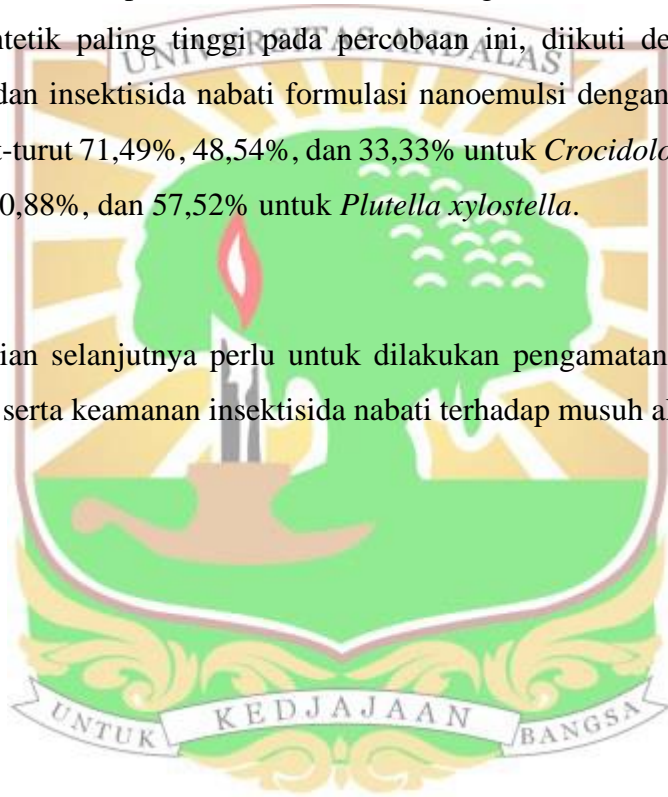 ntetik paling tinggi pada percobaan ini, diikuti de
UNIVERSITAS ANDALAS
dan insektisida nabati formulasi nanoemulsi dengan
t-turut 71,49%, 48,54%, dan 33,33% untuk Crocidolo
0,88%, dan 57,52% untuk Plutella xylostella.
ian selanjutnya perlu untuk dilakukan pengamatan
serta keamanan insektisida nabati terhadap musuh al
UNTUK KEDJAJAAN BANGSA